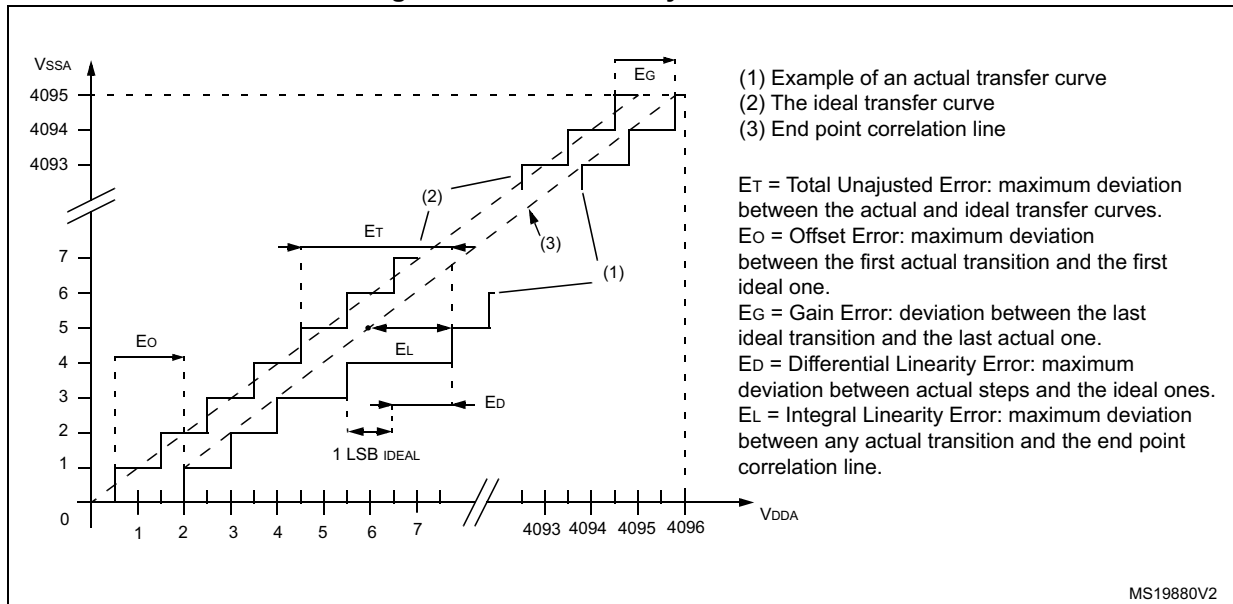 VSSA
EG
4095
4094
4093
(2)
ET
(3)
7
(1)
6
5
EO
EL
4
3
ED
2
1
1 LSB IDEAL
0
1 2 3 4 5 6 7 4093 4094 4095 4096
VDDA
(1) Example of an actual transfer curve
(2) The ideal transfer curve
(3) End point correlation line
ET = Total Unajusted Error: maximum deviation
between the actual and ideal transfer curves.
EO = Offset Error: maximum deviation
between the first actual transition and the first
ideal one.
EG = Gain Error: deviation between the last
ideal transition and the last actual one.
ED = Differential Linearity Error: maximum
deviation between actual steps and the ideal ones.
EL = Integral Linearity Error: maximum deviation
between any actual transition and the end point
correlation line.
MS19880V2